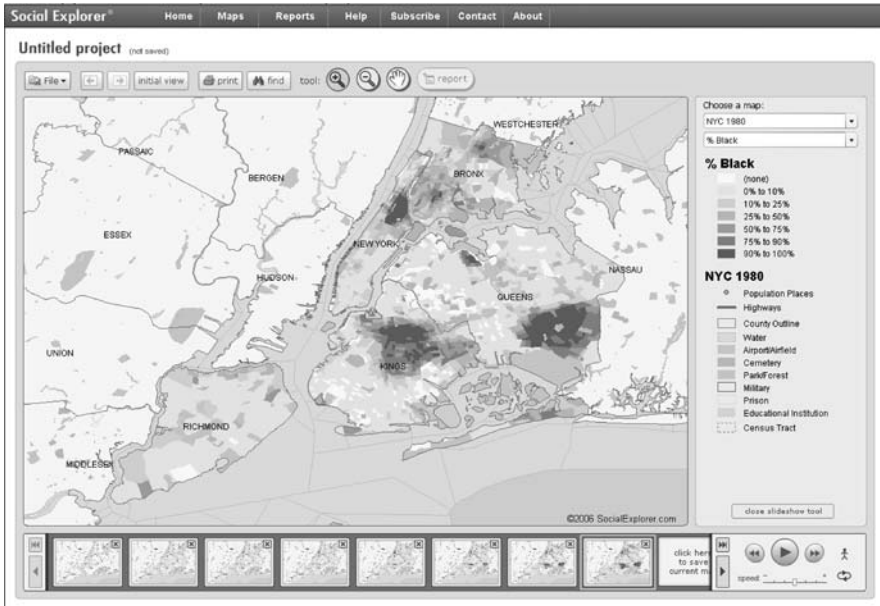 Social Explorer® Home Maps Reports Help Subscribe Contact About
Untitled project (not saved)
File initial view print find tool: report
Choose a map:
NYC 1980
% Black
% Black
(none)
0% to 10%
10% to 25%
25% to 50%
50% to 75%
75% to 90%
90% to 100%
NYC 1980
Population Places
Highways
County Outline
Water
Airport/Airfield
Cemetery
Park/Forest
Military
Prison
Educational Institution
Census Tract
close slideshow tool
WESTCHESTER
PASSAIC
BERGEN
BRONX
ESSEX
NEW YORK
HUDSON
NASSAU
QUEENS
UNION
KINGS
RICHMOND
MIDDLESEX
©2006 SocialExplorer.com
click here
to save
current m
speed